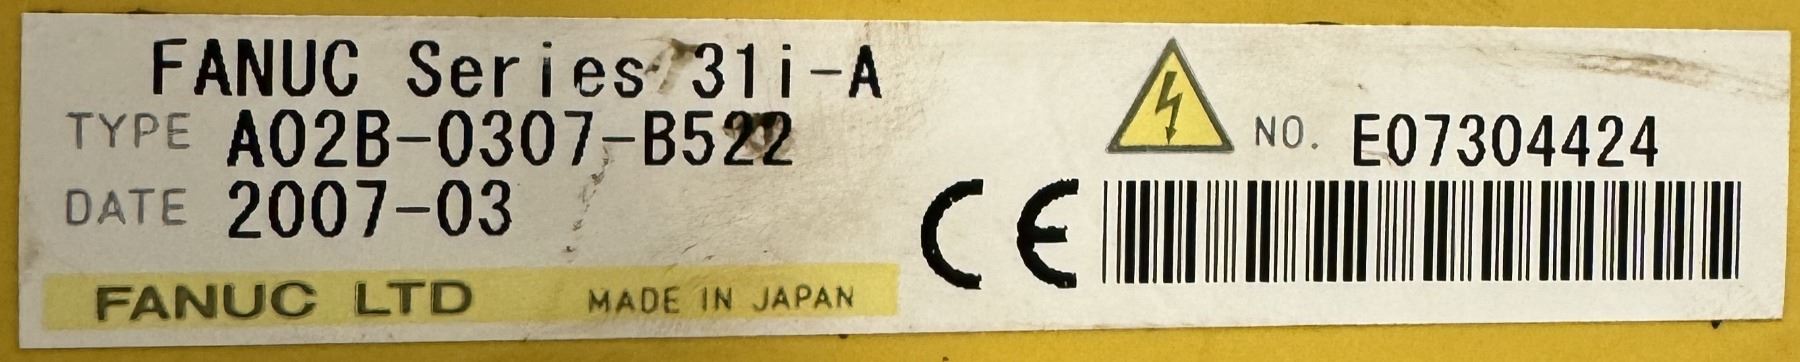 FANUC Series 31i-A
TYPE A02B-0307-B522
DATE 2007-03
FANUC LTD MADE IN JAPAN
NO. E07304424
CE